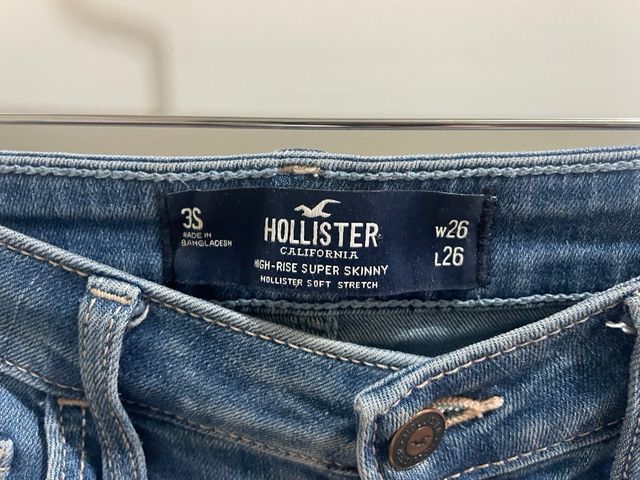 3S
MADE IN
BANGLADESH
HOLLISTER
CALIFORNIA
HIGH-RISE SUPER SKINNY
HOLLISTER SOFT STRETCH
W26
L26